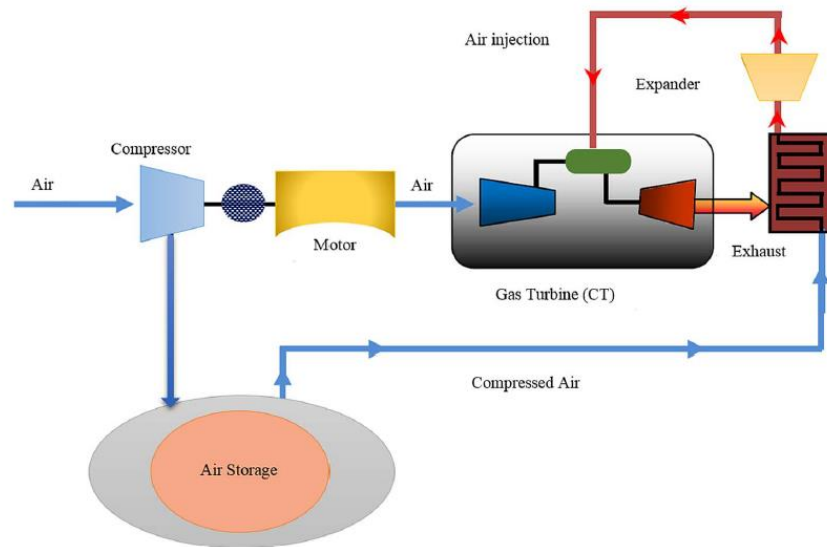 Air injection
Expander
Compressor
Air
Air
Motor
Exhaust
Gas Turbine (CT)
Compressed Air
Air Storage